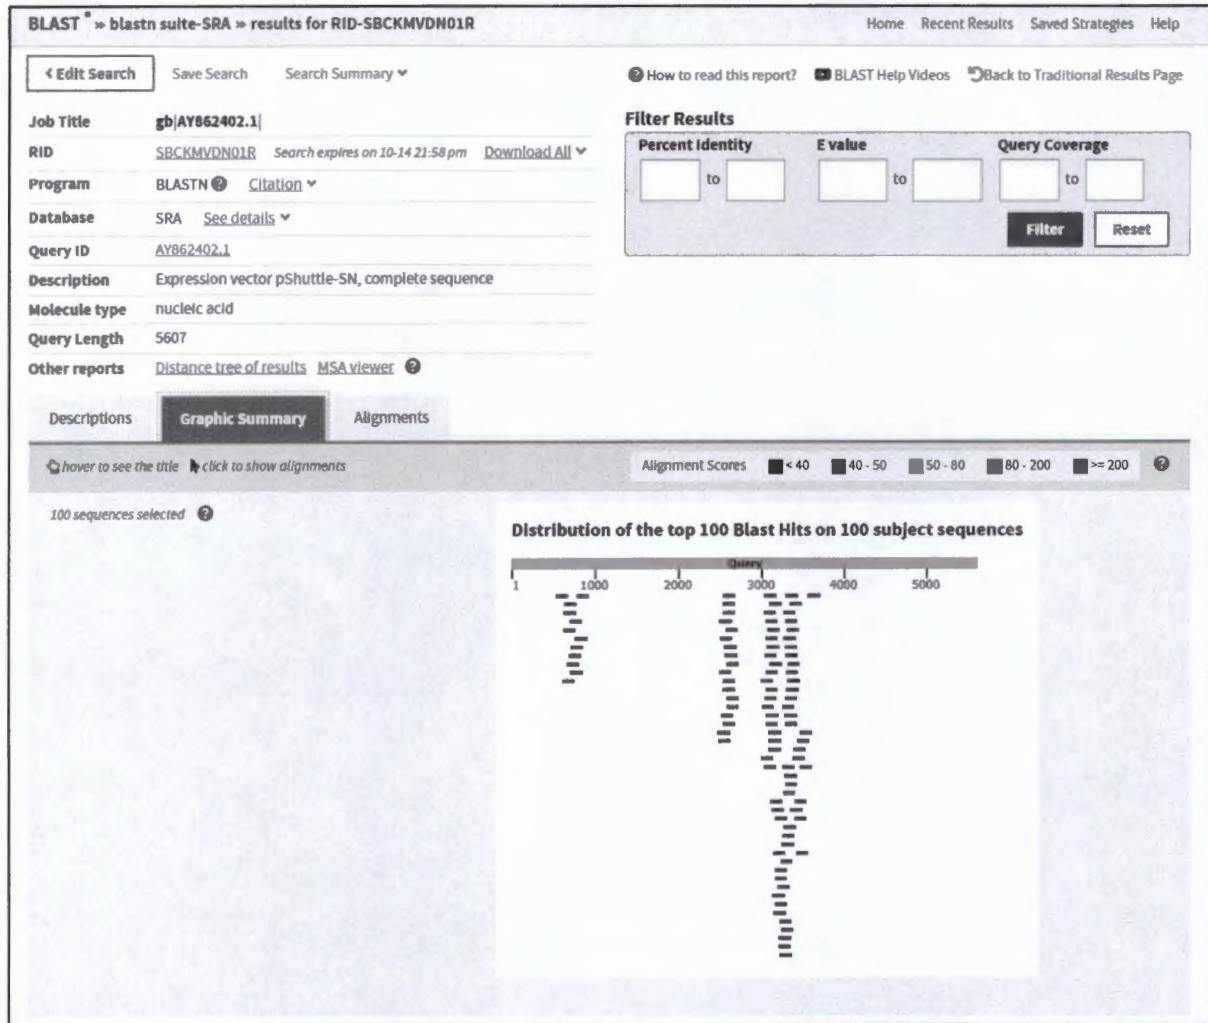 BLAST ® » blastn suite-SRA » results for RID-SBCKMVDN01R
Home Recent Results Saved Strategies Help
Edit Search Save Search Search Summary
How to read this report? BLAST Help Videos Back to Traditional Results Page
Job Title gb|AY862402.1|
RID SBCKMVDN01R Search expires on 10-14 21:58 pm Download All
Program BLASTN Citation
Database SRA See details
Query ID AY862402.1
Description Expression vector pShuttle-SN, complete sequence
Molecule type nucleic acid
Query Length 5607
Other reports Distance tree of results MSA viewer
Filter Results
Percent Identity E value Query Coverage
to to to
Filter Reset
Descriptions Graphic Summary Alignments
hover to see the title click to show alignments
Alignment Scores < 40 40 - 50 50 - 80 80 - 200 >= 200
100 sequences selected
Distribution of the top 100 Blast Hits on 100 subject sequences
Query
1 1000 2000 3000 4000 5000